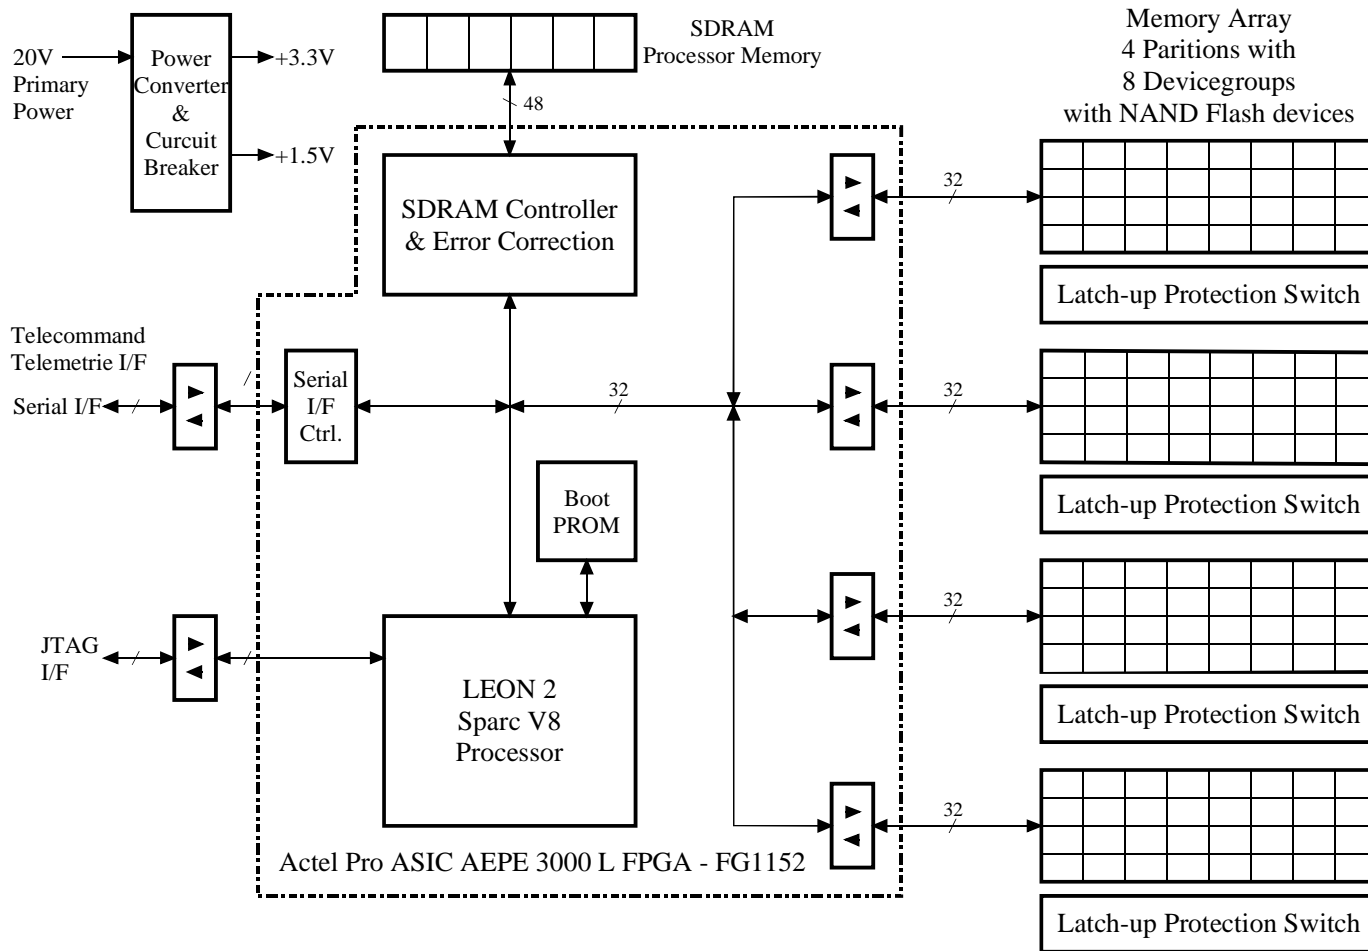 20V
Primary
Power
Power
Converter
&
Curcuit
Breaker
+3.3V
+1.5V
SDRAM
Processor Memory
48
Memory Array
4 Paritions with
8 Devicegroups
with NAND Flash devices
SDRAM Controller
& Error Correction
32
Latch-up Protection Switch
Telecommand
Telemetrie I/F
Serial I/F
Serial
I/F
Ctrl.
32
32
Latch-up Protection Switch
Boot
PROM
32
Latch-up Protection Switch
JTAG
I/F
LEON 2
Sparc V8
Processor
32
Latch-up Protection Switch
Actel Pro ASIC AEPE 3000 L FPGA - FG1152